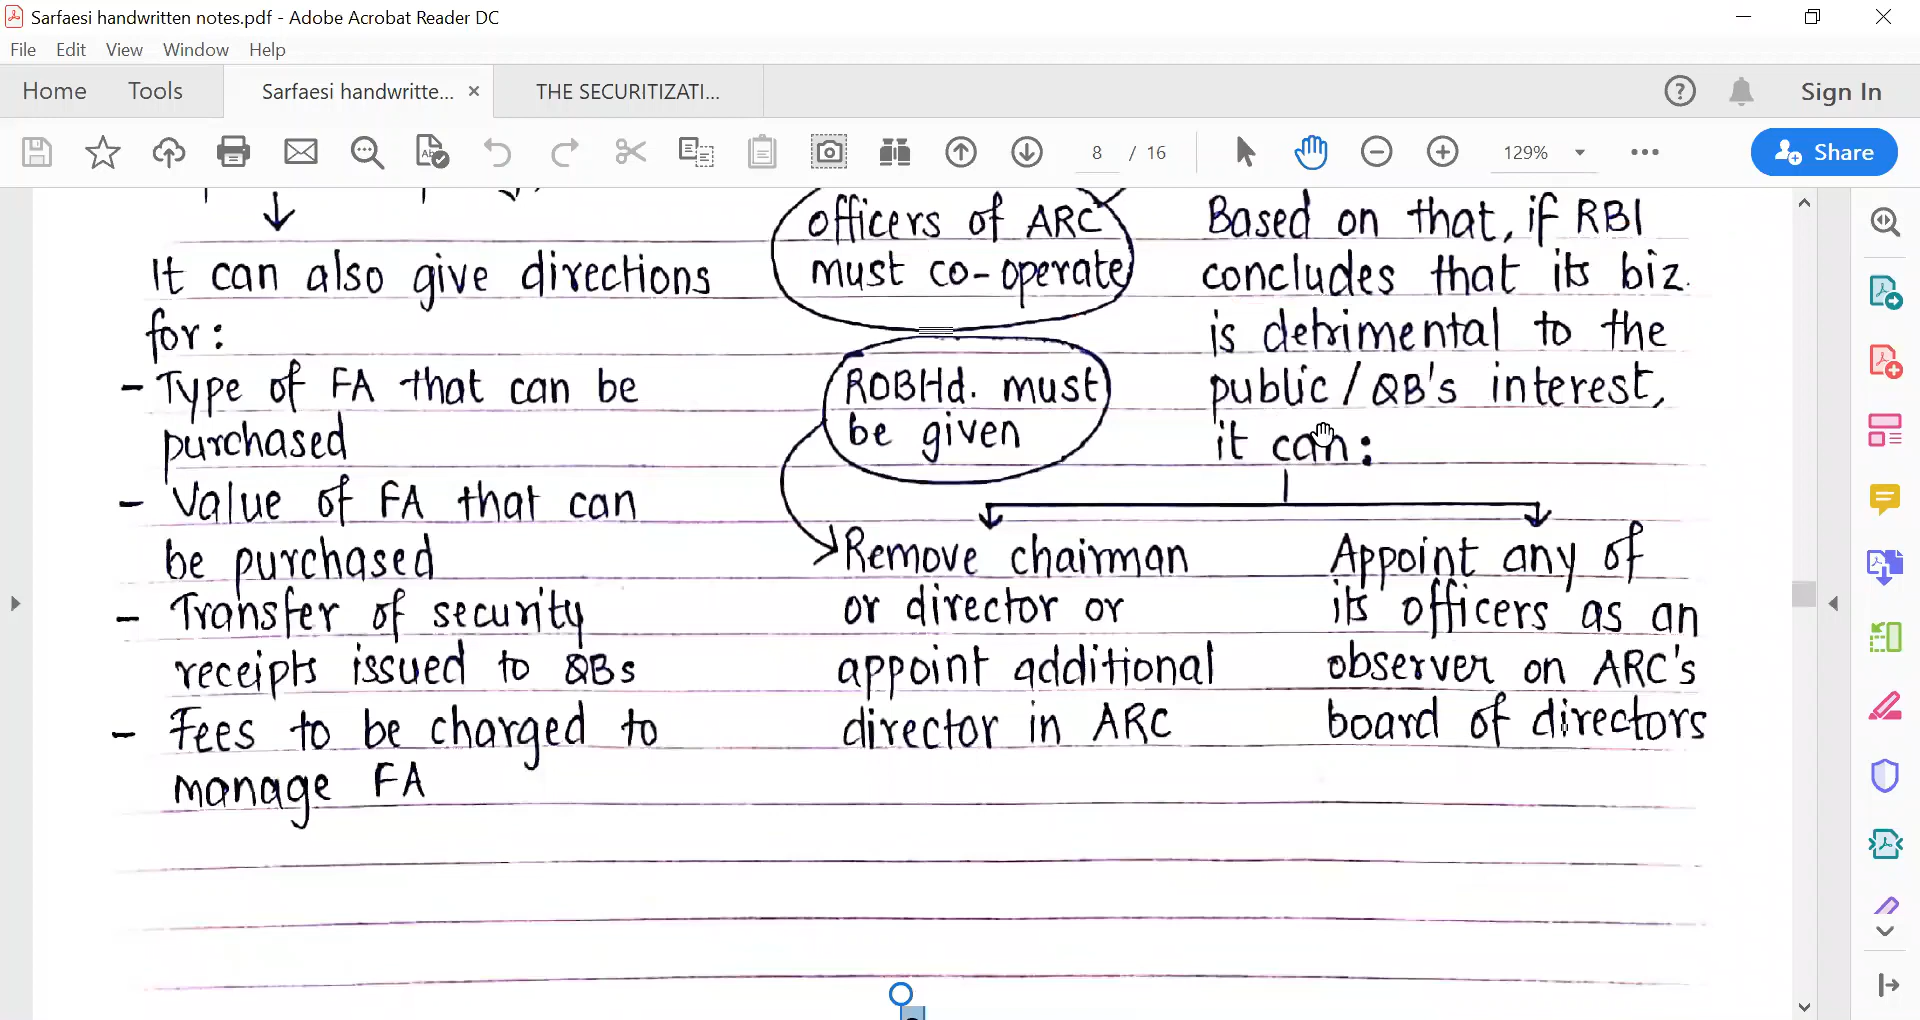 Sarfaesi handwritten notes.pdf - Adobe Acrobat Reader DC
File Edit View Window Help
Home Tools Sarfaesi handwritte... × THE SECURITIZATI... Sign In
8 / 16 129% Share
It can also give directions
for:
- Type of FA that can be
purchased
- Value of FA that can
be purchased
- Transfer of security
receipts issued to QBs
- Fees to be charged to
manage FA
officers of ARC
must co-operate
ROBHd. must
be given
Based on that, if RBI
concludes that its biz.
is detrimental to the
public / QB's interest,
it can:
Remove chairman
or director or
appoint additional
director in ARC
Appoint any of
its officers as an
observer on ARC's
board of directors